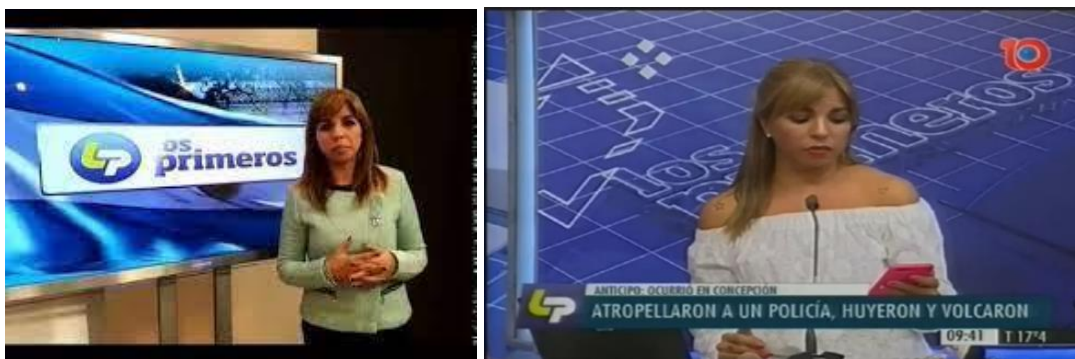 LP
os
primeros
10
los
primeros
ANTICIPO: OCURRIÓ EN CONCEPCIÓN
LP
ATROPELLARON A UN POLICÍA, HUYERON Y VOLCARON
09:41 T 17°4